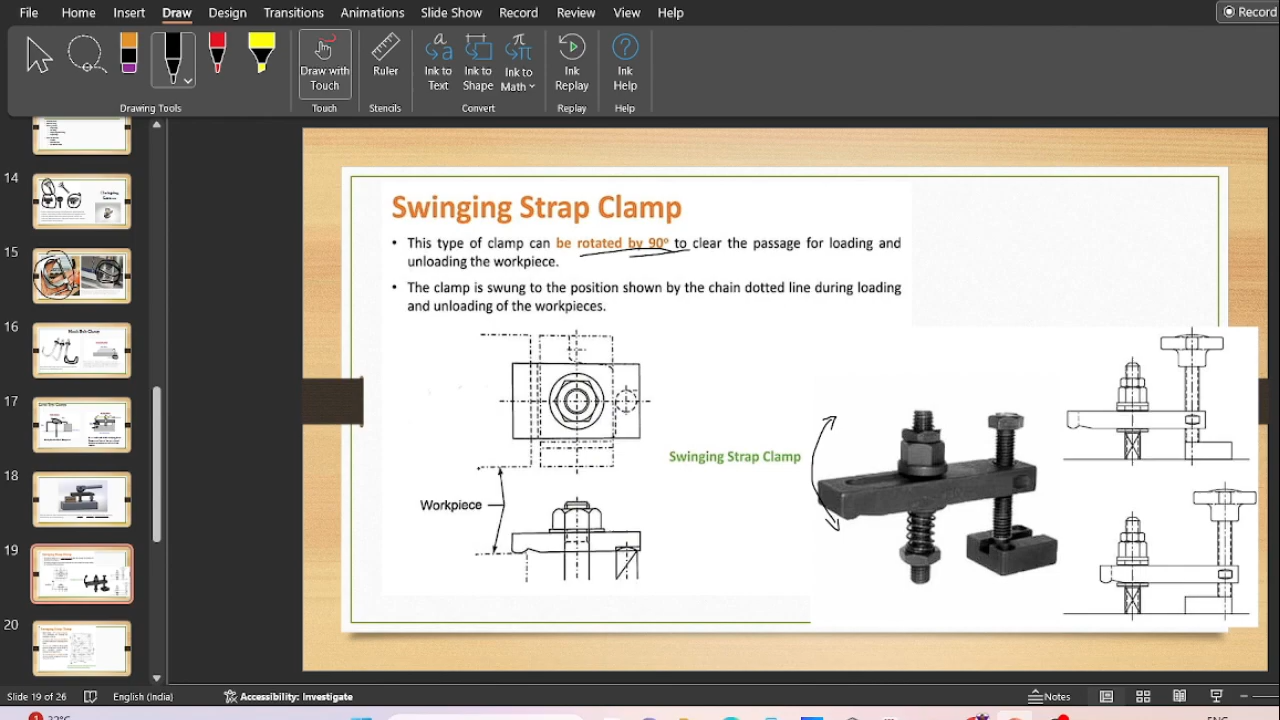 File Home Insert Draw Design Transitions Animations Slide Show Record Review View Help Record
Draw with Touch
Ruler
Ink to Text
Ink to Shape
Ink to Math
Ink Replay
Ink Help
Drawing Tools Touch Stencils Convert Replay Help
14
15
16
17
18
19
20
Swinging Strap Clamp
• This type of clamp can be rotated by 90° to clear the passage for loading and
unloading the workpiece.
• The clamp is swung to the position shown by the chain dotted line during loading
and unloading of the workpieces.
Swinging Strap Clamp
Workpiece
Slide 19 of 26 English (India) Accessibility: Investigate Notes